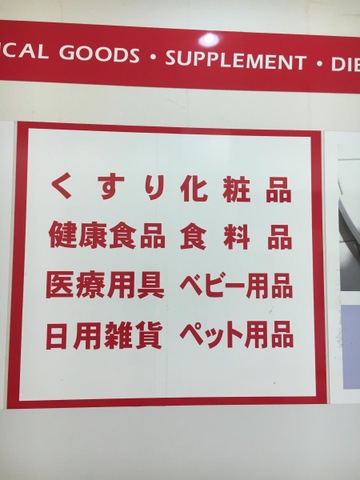 ICAL GOODS・SUPPLEMENT・DIE
くすり 化粧品
健康食品 食料品
医療用具 ベビー用品
日用雑貨 ペット用品